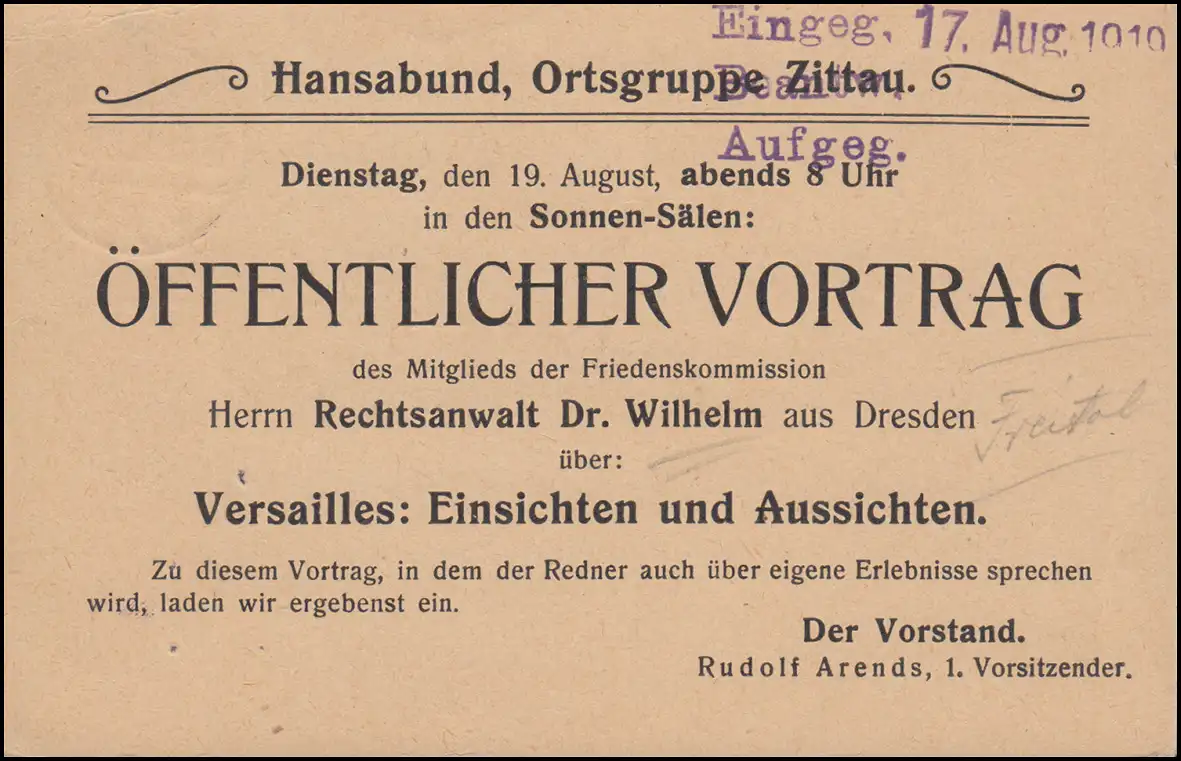 Eingeg. 17. Aug. 1919
Hansabund, Ortsgruppe Zittau.
Aufgeg.
Dienstag, den 19. August, abends 8 Uhr
in den Sonnen-Sälen:
ÖFFENTLICHER VORTRAG
des Mitglieds der Friedenskommission
Herrn Rechtsanwalt Dr. Wilhelm aus Dresden
Freital
über:
Versailles: Einsichten und Aussichten.
Zu diesem Vortrag, in dem der Redner auch über eigene Erlebnisse sprechen
wird, laden wir ergebenst ein.
Der Vorstand.
Rudolf Arends, 1. Vorsitzender.